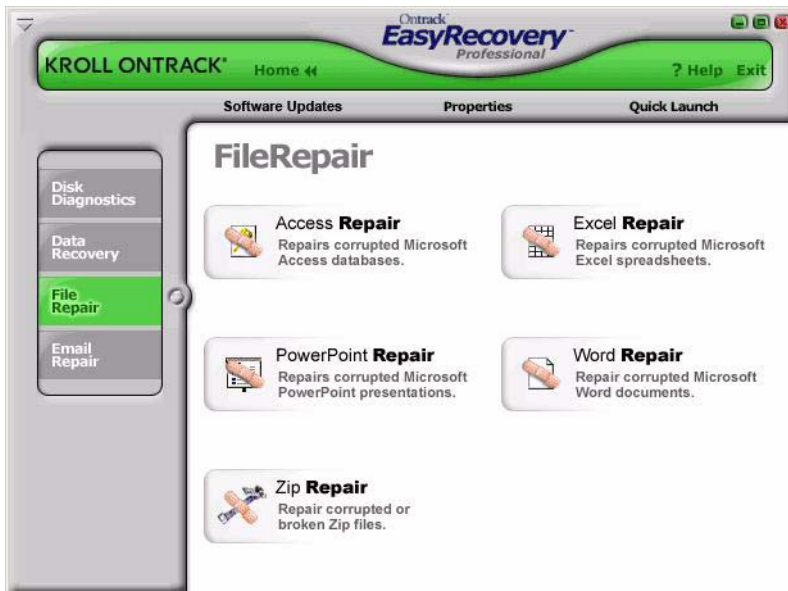 Ontrack
EasyRecovery
Professional
KROLL ONTRACK
Home
? Help Exit
Software Updates Properties Quick Launch
Disk
Diagnostics
Data
Recovery
File
Repair
Email
Repair
FileRepair
Access Repair
Repairs corrupted Microsoft
Access databases.
Excel Repair
Repairs corrupted Microsoft
Excel spreadsheets.
PowerPoint Repair
Repairs corrupted Microsoft
PowerPoint presentations.
Word Repair
Repair corrupted Microsoft
Word documents.
Zip Repair
Repair corrupted or
broken Zip files.